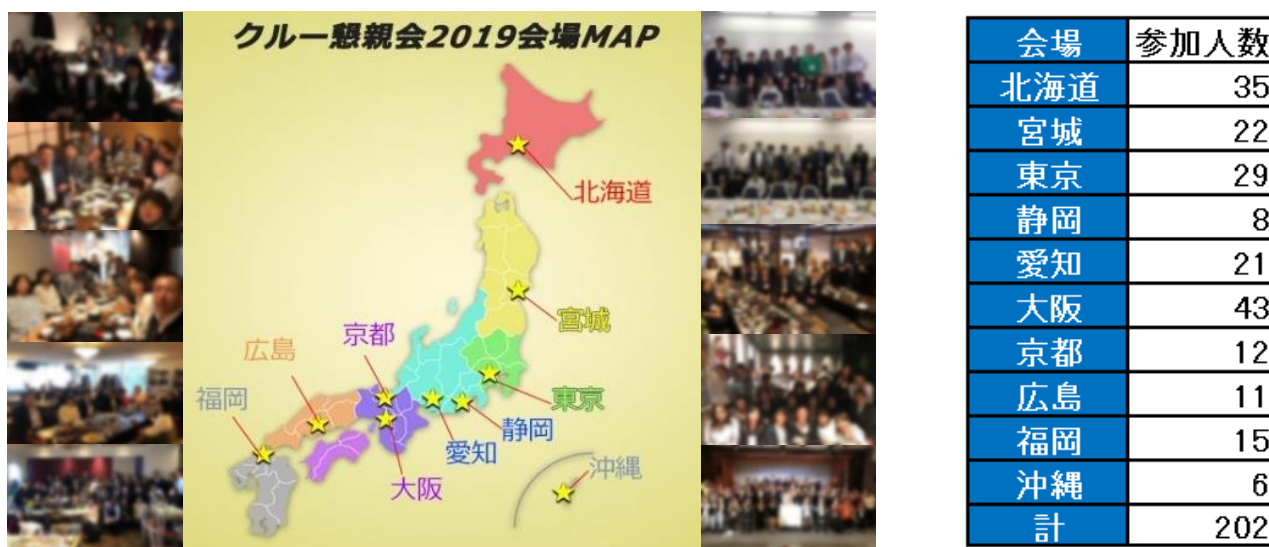 クルー懇親会2019会場MAP
北海道
宮城
京都
広島
福岡
東京
静岡
愛知
大阪
沖縄
会場 参加人数
北海道 35
宮城 22
東京 29
静岡 8
愛知 21
大阪 43
京都 12
広島 11
福岡 15
沖縄 6
計 202